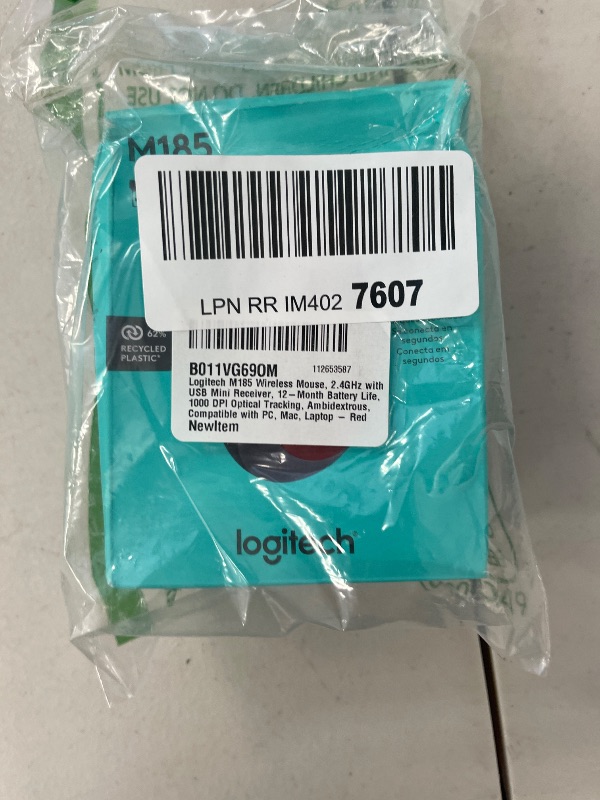 M185
LPN RR IM402 7607
62%
RECYCLED
PLASTIC*
Conecta en
segundos
Conecta em
segundos
B011VG69OM
112653587
Logitech M185 Wireless Mouse, 2.4GHz with
USB Mini Receiver, 12-Month Battery Life,
1000 DPI Optical Tracking, Ambidextrous,
Compatible with PC, Mac, Laptop - Red
NewItem
logitech